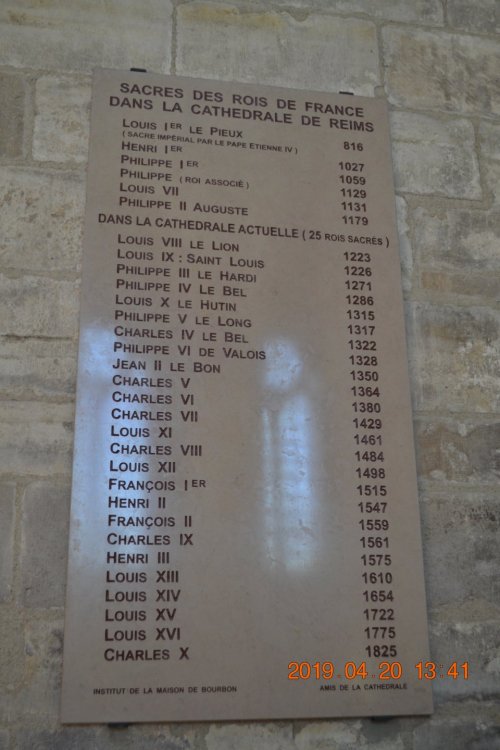 SACRES DES ROIS DE FRANCE
DANS LA CATHEDRALE DE REIMS
LOUIS IER LE PIEUX 816
( SACRE IMPÉRIAL PAR LE PAPE ETIENNE IV )
HENRI IER 1027
PHILIPPE IER 1059
PHILIPPE ( ROI ASSOCIÉ ) 1129
LOUIS VII 1131
PHILIPPE II AUGUSTE 1179
DANS LA CATHEDRALE ACTUELLE ( 25 ROIS SACRÉS )
LOUIS VIII LE LION 1223
LOUIS IX : SAINT LOUIS 1226
PHILIPPE III LE HARDI 1271
PHILIPPE IV LE BEL 1286
LOUIS X LE HUTIN 1315
PHILIPPE V LE LONG 1317
CHARLES IV LE BEL 1322
PHILIPPE VI DE VALOIS 1328
JEAN II LE BON 1350
CHARLES V 1364
CHARLES VI 1380
CHARLES VII 1429
LOUIS XI 1461
CHARLES VIII 1484
LOUIS XII 1498
FRANÇOIS IER 1515
HENRI II 1547
FRANÇOIS II 1559
CHARLES IX 1561
HENRI III 1575
LOUIS XIII 1610
LOUIS XIV 1654
LOUIS XV 1722
LOUIS XVI 1775
CHARLES X 1825
INSTITUT DE LA MAISON DE BOURBON AMIS DE LA CATHEDRALE
2019.04.20 13:41